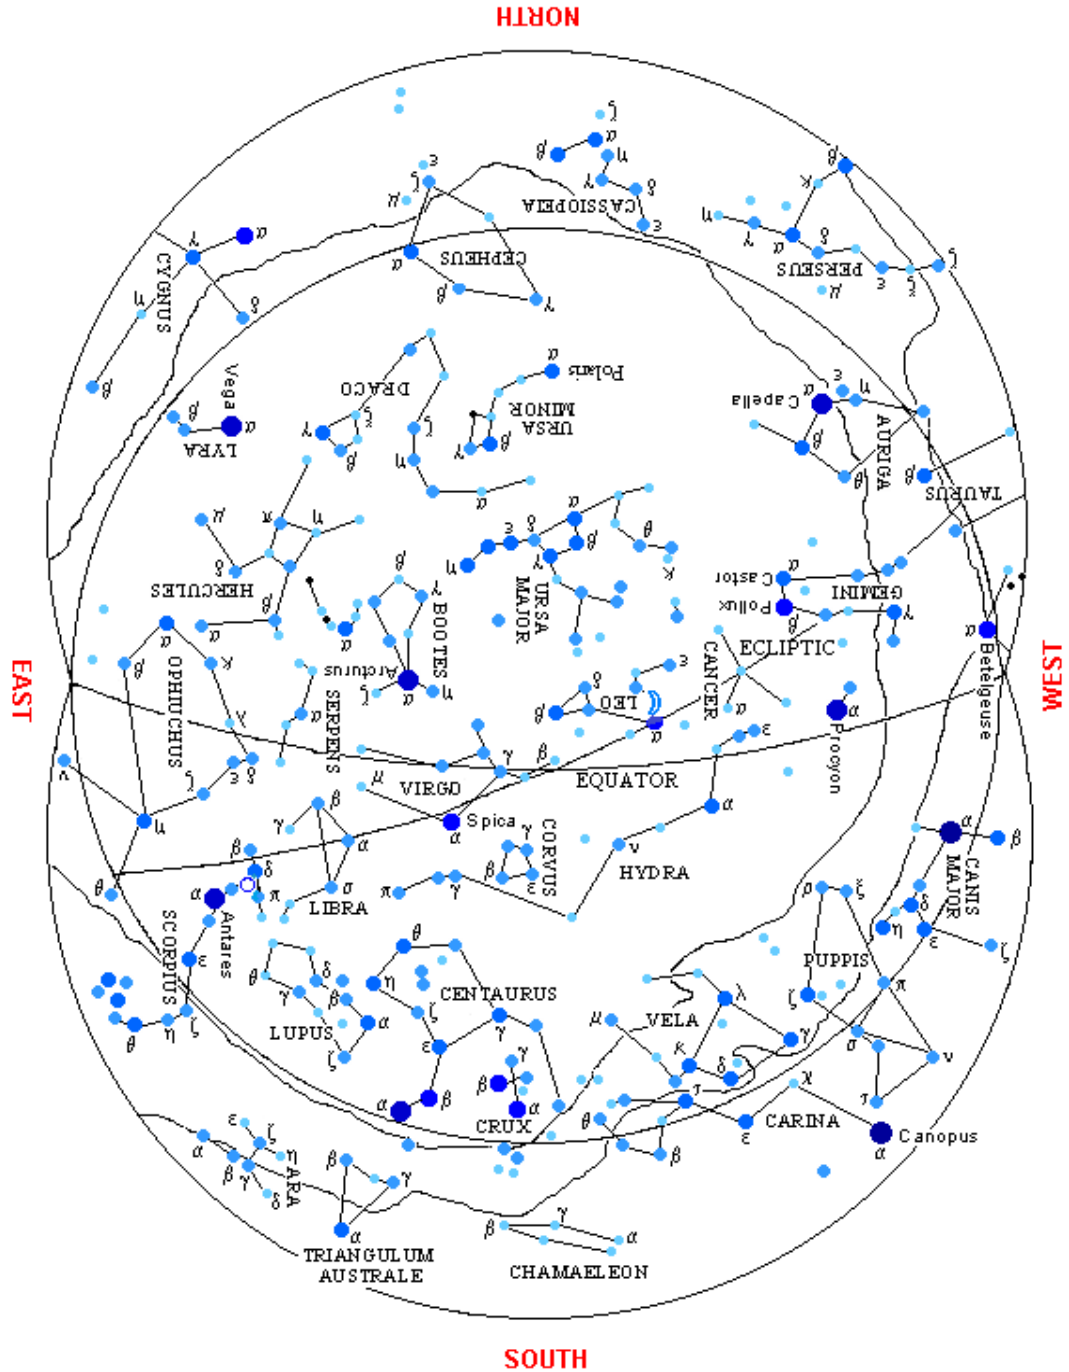 NORTH
ζ
α
β
η
γ
δ
CASSIOPEIA
ε
ε
ζ
μ
CEPHEUS
α
β
γ
β
κ
η
γ
α
δ
PERSEUS
ε
ξ
ζ
μ
α
γ
CYGNUS
η
δ
β
Vega
β
α
LYRA
DRACO
ξ
γ
β
ζ
η
α
α
Polaris
URSA
MINOR
γ
β
ε
η
α
Capella
β
AURIGA
θ
β
TAURUS
μ
π
η
δ
HERCULES
β
α
β
γ
BOOTES
α
Arcturus
α
ζ
η
α
ε
δ
β
γ
η
URSA
MAJOR
θ
κ
α
Castor
Pollux
β
GEMINI
γ
ECLIPTIC
α
Betelgeuse
EAST
WEST
OPHIUCHUS
β
κ
λ
δ
ε
ζ
ν
η
θ
SERPENS
α
CANCER
α
ε
δ
LEO
β
α
ε
Procyon
α
EQUATOR
VIRGO
μ
γ
β
Spica
α
β
γ
α
σ
LIBRA
CORVUS
γ
β
ε
π
γ
HYDRA
ν
α
α
β
CANIS
MAJOR
δ
η
ε
ζ
β
δ
π
α
Antares
SCORPIUS
ε
ζ
η
θ
θ
δ
γ
β
LUPUS
α
ζ
θ
η
CENTAURUS
ζ
γ
ε
β
α
γ
β
CRUX
α
ρ
ξ
PUPPIS
ζ
π
σ
ν
τ
λ
μ
VELA
κ
γ
δ
χ
τ
θ
β
ε
CARINA
Canopus
α
ε
ζ
η
α
β
γ
δ
ARA
β
γ
α
TRIANGULUM
AUSTRALE
β
γ
α
CHAMAELEON
SOUTH